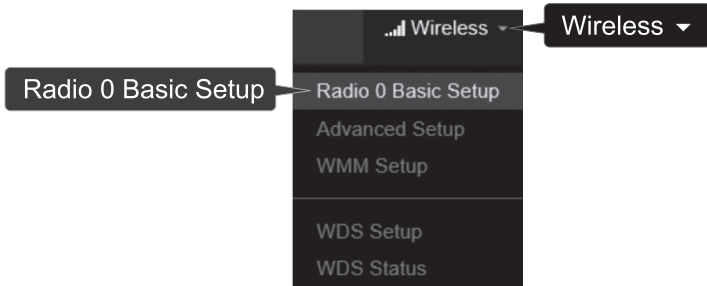 Wireless
Wireless
Radio 0 Basic Setup
Radio 0 Basic Setup
Advanced Setup
WMM Setup
WDS Setup
WDS Status